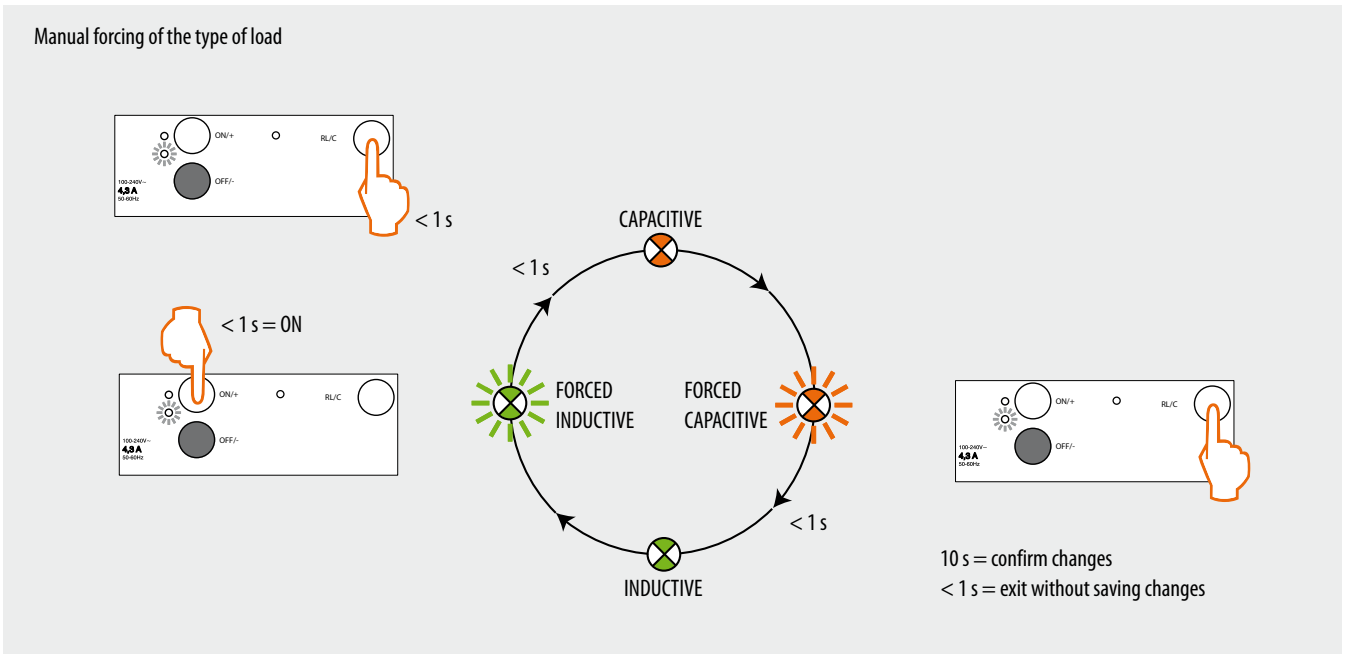 Manual forcing of the type of load
ON/+
RL/C
OFF/-
100-240V~
4,3 A
50-60Hz
< 1 s
< 1 s = ON
ON/+
RL/C
OFF/-
100-240V~
4,3 A
50-60Hz
CAPACITIVE
< 1 s
FORCED
INDUCTIVE
FORCED
CAPACITIVE
< 1 s
INDUCTIVE
ON/+
RL/C
OFF/-
100-240V~
4,3 A
50-60Hz
10 s = confirm changes
< 1 s = exit without saving changes